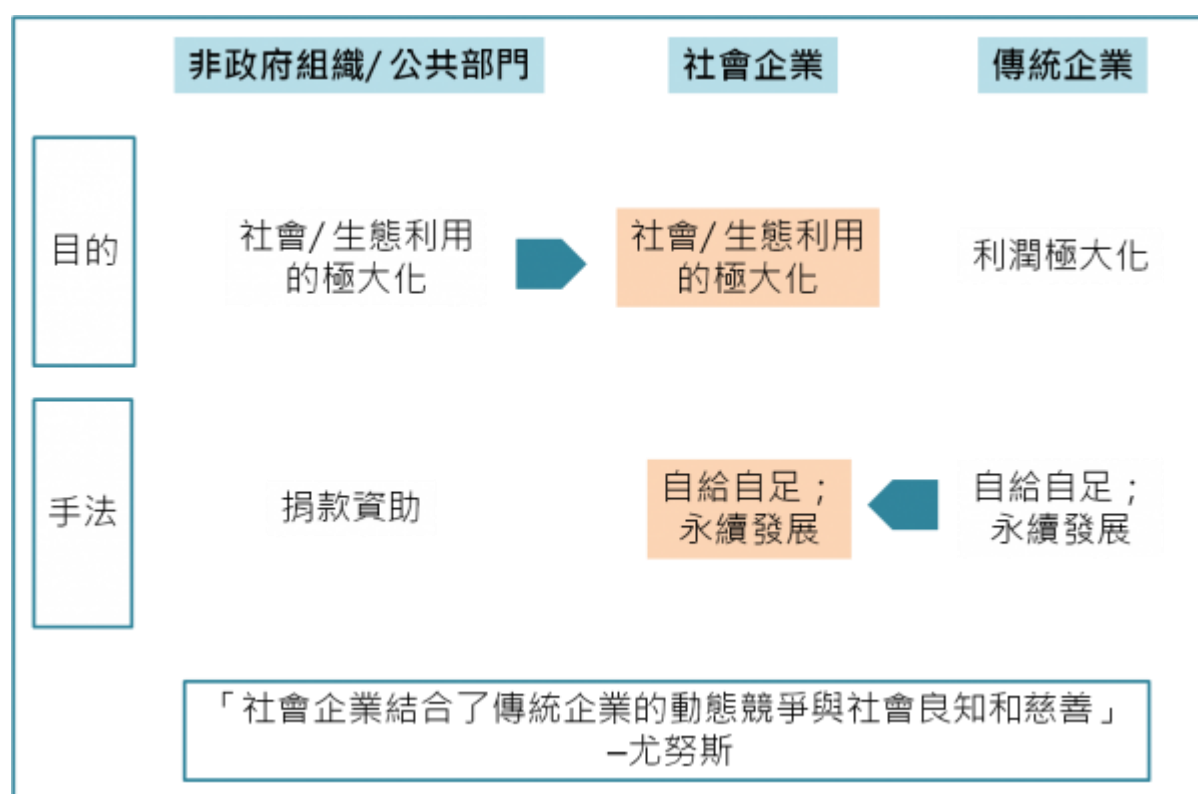 非政府組織/公共部門
社會企業
傳統企業
目的
社會/生態利用
的極大化
社會/生態利用
的極大化
利潤極大化
手法
捐款資助
自給自足；
永續發展
自給自足；
永續發展
「社會企業結合了傳統企業的動態競爭與社會良知和慈善」
–尤努斯